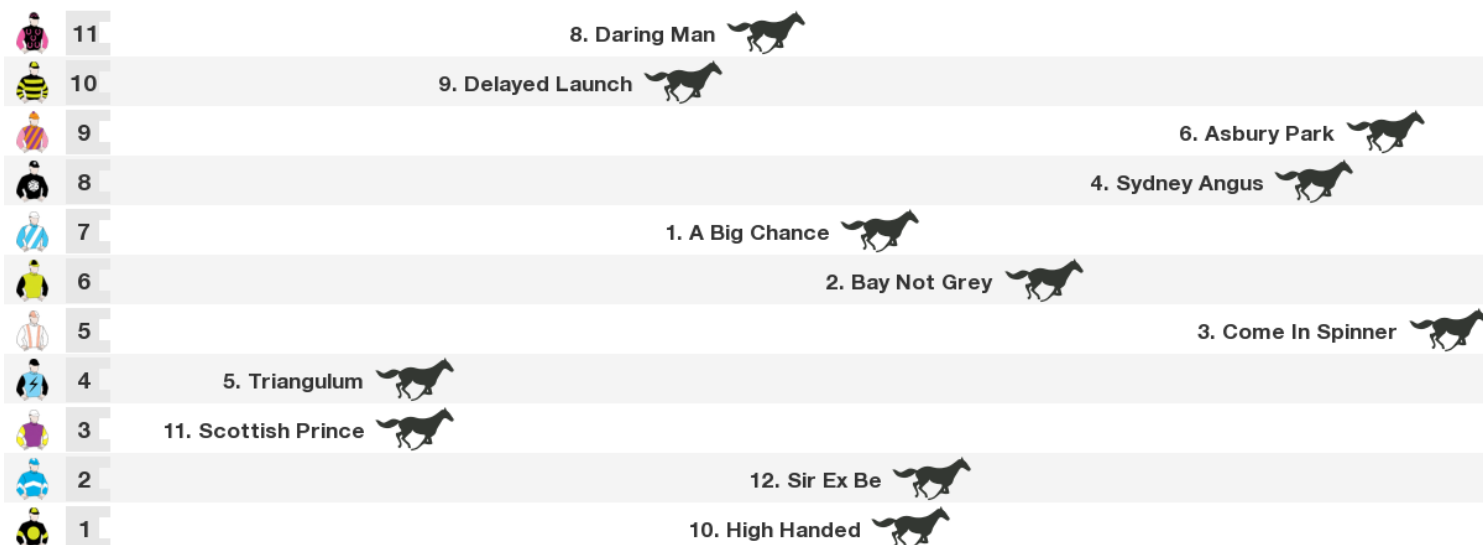 11 8. Daring Man
10 9. Delayed Launch
9 6. Asbury Park
8 4. Sydney Angus
7 1. A Big Chance
6 2. Bay Not Grey
5 3. Come In Spinner
4 5. Triangulum
3 11. Scottish Prince
2 12. Sir Ex Be
1 10. High Handed